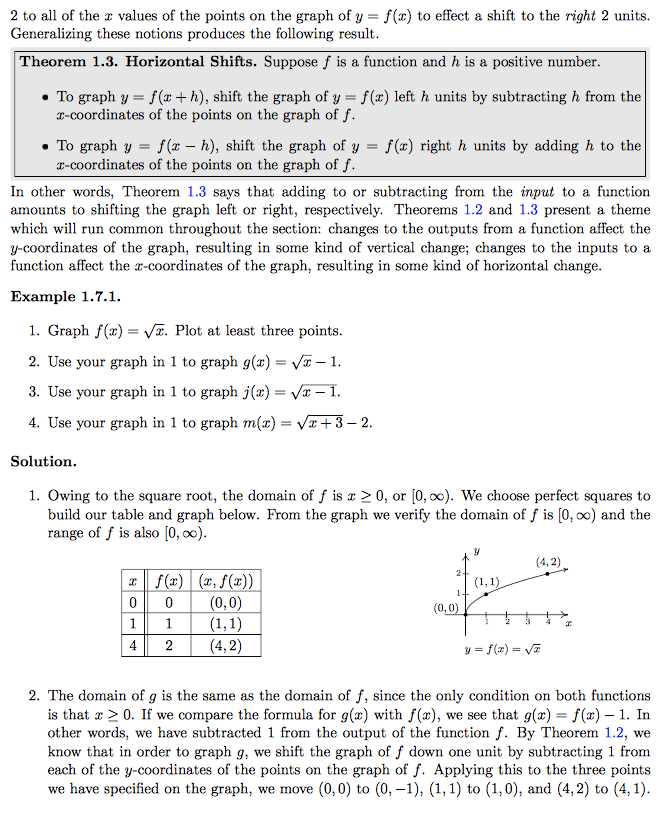 2 to all of the x values of the points on the graph of y = f(x) to effect a shift to the right 2 units.
Generalizing these notions produces the following result.
Theorem 1.3. Horizontal Shifts. Suppose f is a function and h is a positive number.
• To graph y = f(x + h), shift the graph of y = f(x) left h units by subtracting h from the
x-coordinates of the points on the graph of f.
• To graph y = f(x − h), shift the graph of y = f(x) right h units by adding h to the
x-coordinates of the points on the graph of f.
In other words, Theorem 1.3 says that adding to or subtracting from the input to a function
amounts to shifting the graph left or right, respectively. Theorems 1.2 and 1.3 present a theme
which will run common throughout the section: changes to the outputs from a function affect the
y-coordinates of the graph, resulting in some kind of vertical change; changes to the inputs to a
function affect the x-coordinates of the graph, resulting in some kind of horizontal change.
Example 1.7.1.
1. Graph f(x) = √x. Plot at least three points.
2. Use your graph in 1 to graph g(x) = √x − 1.
3. Use your graph in 1 to graph j(x) = √(x − 1).
4. Use your graph in 1 to graph m(x) = √(x + 3) − 2.
Solution.
1. Owing to the square root, the domain of f is x ≥ 0, or [0, ∞). We choose perfect squares to
build our table and graph below. From the graph we verify the domain of f is [0, ∞) and the
range of f is also [0, ∞).
x f(x) (x, f(x))
0 0 (0, 0)
1 1 (1, 1)
4 2 (4, 2)
y
(4, 2)
2
(1, 1)
1
(0, 0)
1 2 3 4 x
y = f(x) = √x
2. The domain of g is the same as the domain of f, since the only condition on both functions
is that x ≥ 0. If we compare the formula for g(x) with f(x), we see that g(x) = f(x) − 1. In
other words, we have subtracted 1 from the output of the function f. By Theorem 1.2, we
know that in order to graph g, we shift the graph of f down one unit by subtracting 1 from
each of the y-coordinates of the points on the graph of f. Applying this to the three points
we have specified on the graph, we move (0, 0) to (0, −1), (1, 1) to (1, 0), and (4, 2) to (4, 1).